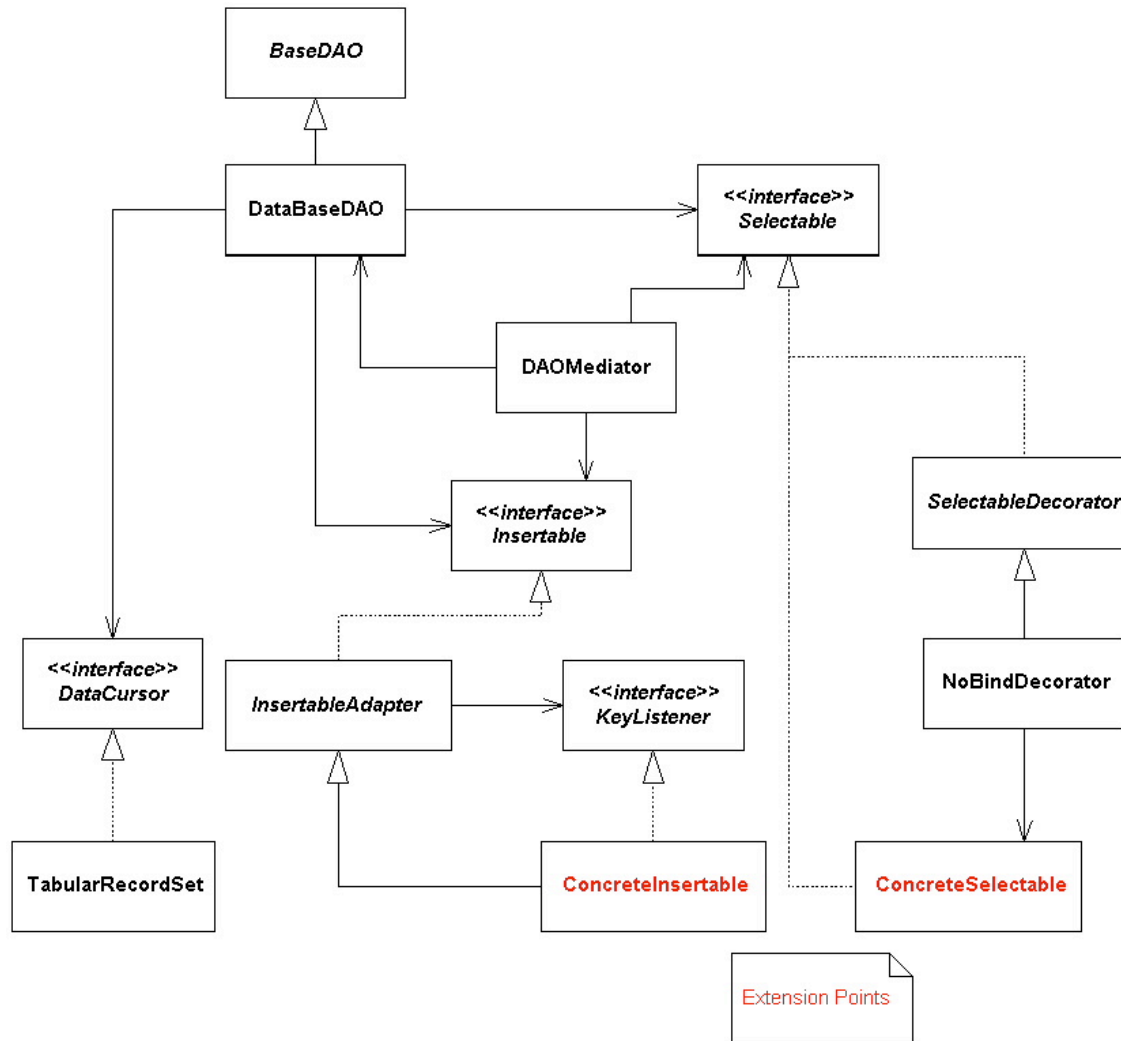 BaseDAO
DataBaseDAO
<<interface>>
Selectable
DAOMediator
<<interface>>
Insertable
SelectableDecorator
<<interface>>
DataCursor
InsertableAdapter
<<interface>>
KeyListener
NoBindDecorator
TabularRecordSet
ConcreteInsertable
ConcreteSelectable
Extension Points